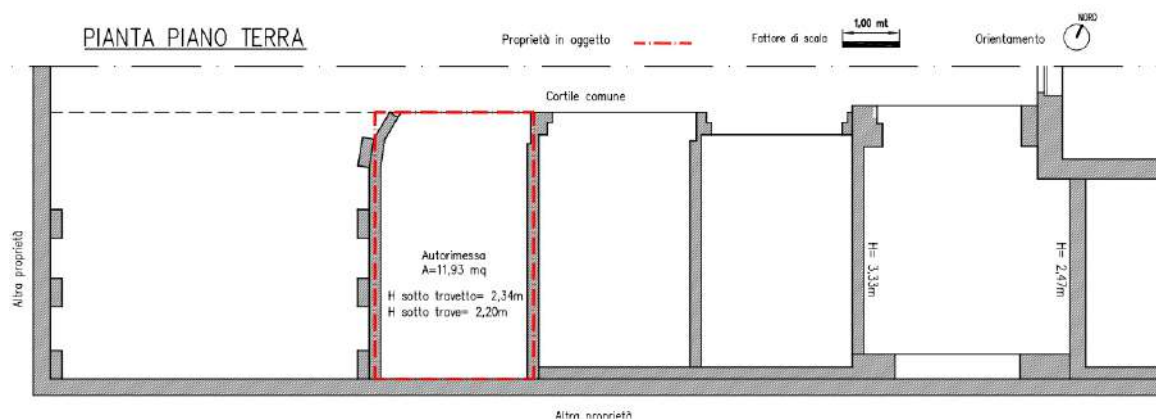 PIANTA PIANO TERRA
Proprietà in oggetto
Fattore di scala
1,00 mt
Orientamento
NORD
Cortile comune
Altra proprietà
Autorimessa
A=11,93 mq
H sotto travetto= 2,34m
H sotto trave= 2,20m
H= 3,33m
H= 2,47m
Altra proprietà